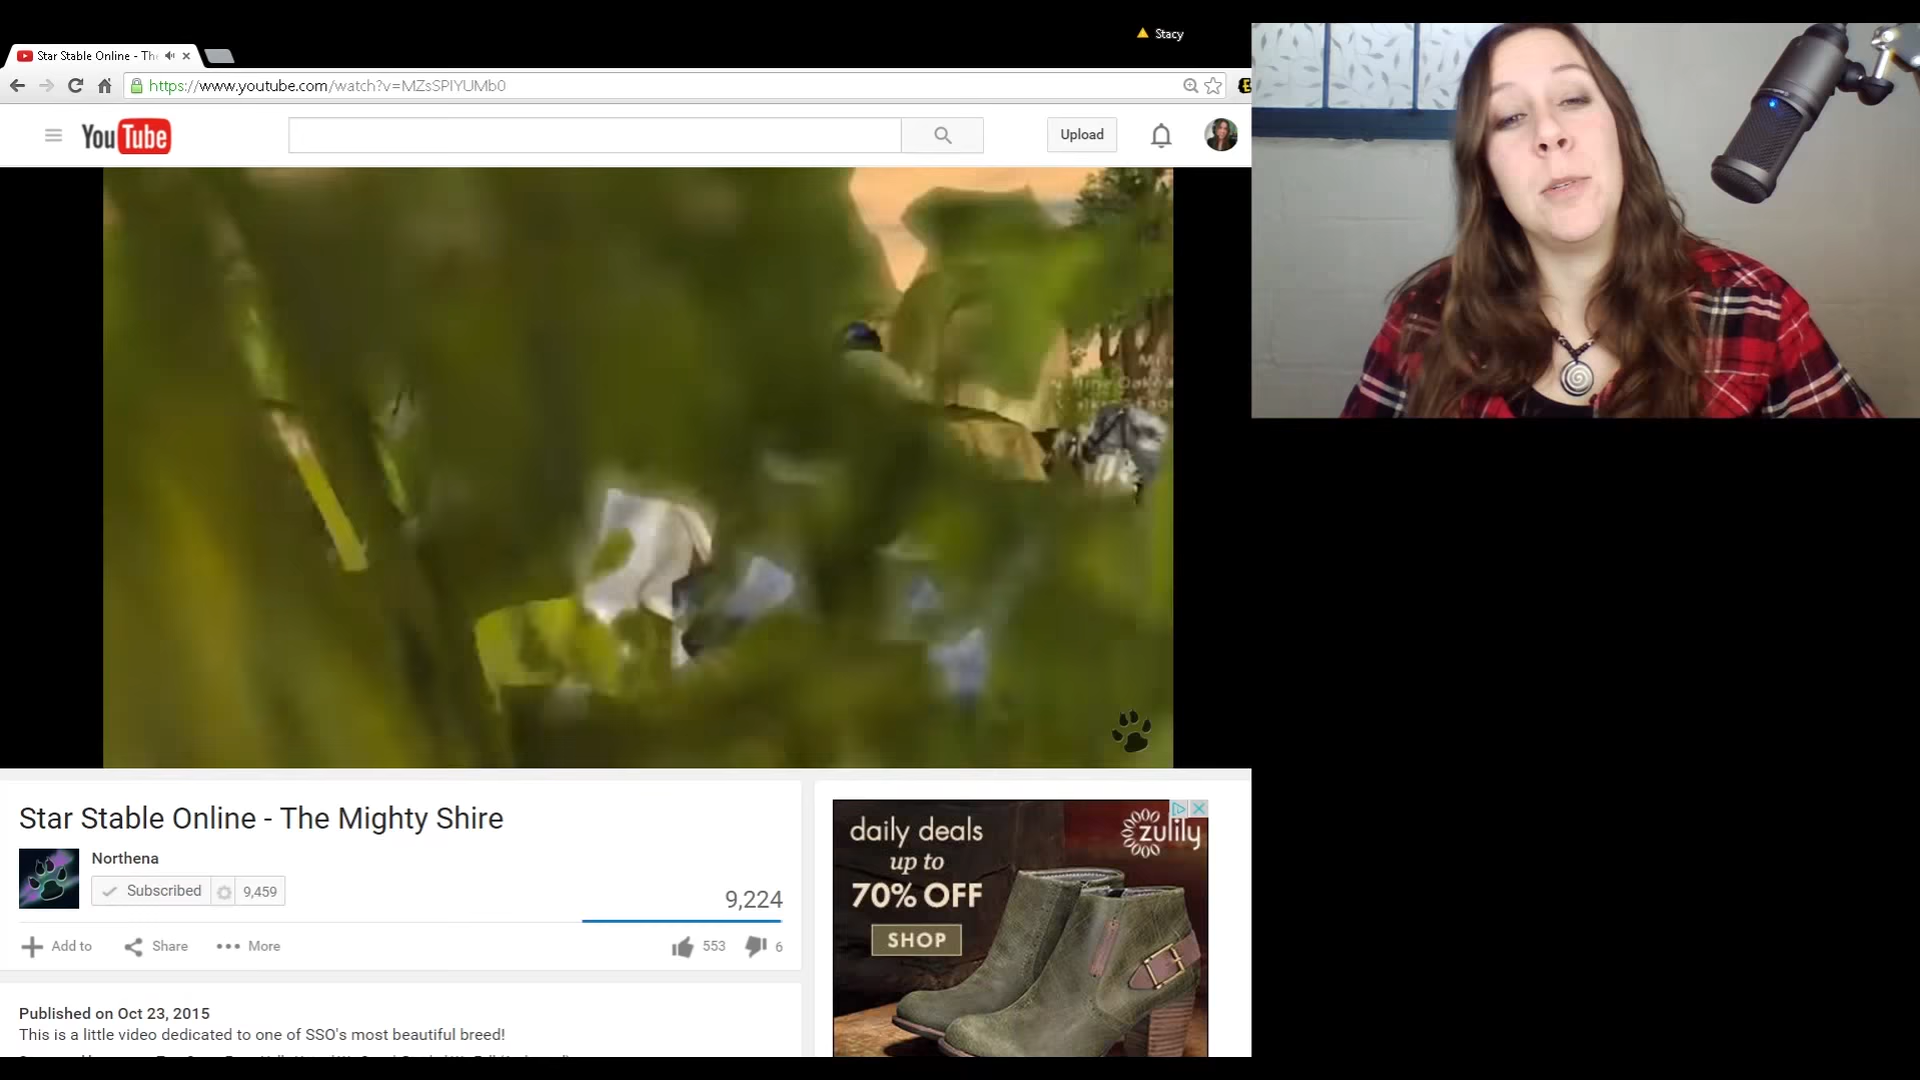 Stacy
Star Stable Online - Th
https://www.youtube.com/watch?v=MZsSPIYUMb0
YouTube
Upload
Star Stable Online - The Mighty Shire
Northena
Subscribed 9,459
9,224
Add to Share More 553 6
Published on Oct 23, 2015
This is a little video dedicated to one of SSO's most beautiful breed!
daily deals
up to
70% OFF
SHOP
zulily